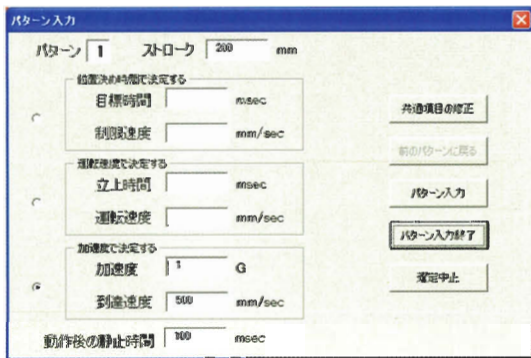 パターン入力
パターン 1 ストローク 200 mm
位置決め時間で決定する
目標時間 msec
制限速度 mm/sec
運転速度で決定する
立上時間 msec
運転速度 mm/sec
加速度で決定する
加速度 1 G
到達速度 500 mm/sec
動作後の静止時間 100 msec
共通項目の修正
前のパターンに戻る
パターン入力
パターン入力終了
選定中止